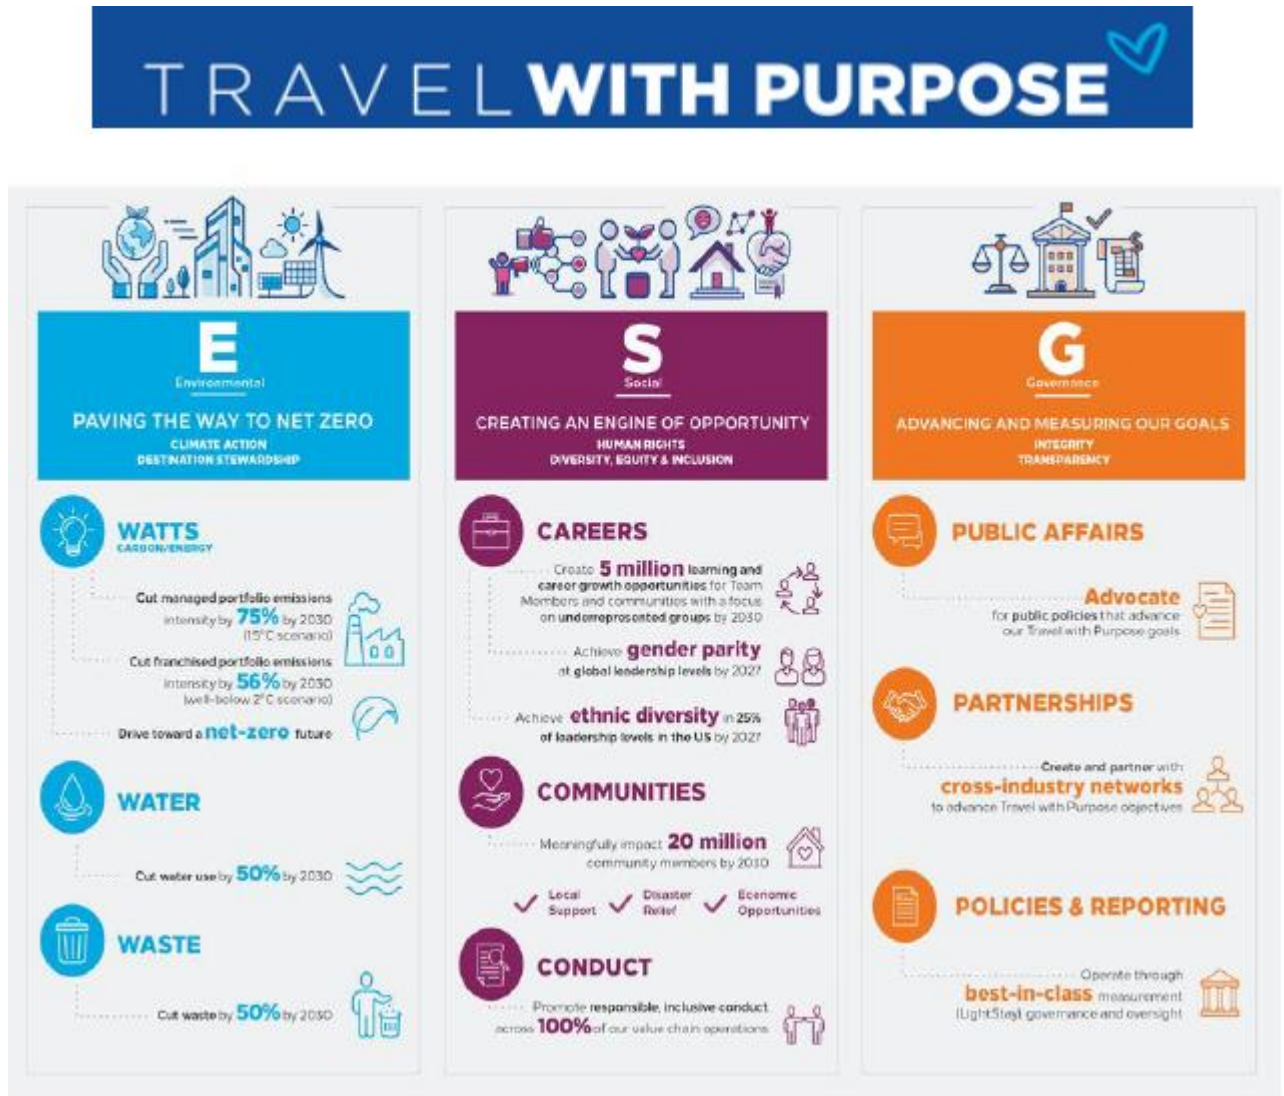 TRAVEL WITH PURPOSE
E
Environmental
PAVING THE WAY TO NET ZERO
CLIMATE ACTION
DESTINATION STEWARDSHIP
WATTS
CARBON/ENERGY
Cut managed portfolio emissions
intensity by 75% by 2030
(15°C scenario)
Cut franchised portfolio emissions
intensity by 56% by 2030
(well-below 2°C scenario)
Drive toward a net-zero future
WATER
Cut water use by 50% by 2030
WASTE
Cut waste by 50% by 2030
S
Social
CREATING AN ENGINE OF OPPORTUNITY
HUMAN RIGHTS
DIVERSITY, EQUITY & INCLUSION
CAREERS
Create 5 million learning and
career growth opportunities for Team
Members and communities with a focus
on underrepresented groups by 2030
Achieve gender parity
at global leadership levels by 2027
Achieve ethnic diversity in 25%
of leadership levels in the US by 2027
COMMUNITIES
Meaningfully impact 20 million
community members by 2030
Local
Support
Disaster
Relief
Economic
Opportunities
CONDUCT
Promote responsible, inclusive conduct
across 100% of our value chain operations
G
Governance
ADVANCING AND MEASURING OUR GOALS
INTEGRITY
TRANSPARENCY
PUBLIC AFFAIRS
Advocate
for public policies that advance
our Travel with Purpose goals
PARTNERSHIPS
Create and partner with
cross-industry networks
to advance Travel with Purpose objectives
POLICIES & REPORTING
Operate through
best-in-class measurement
(LightStay) governance and oversight